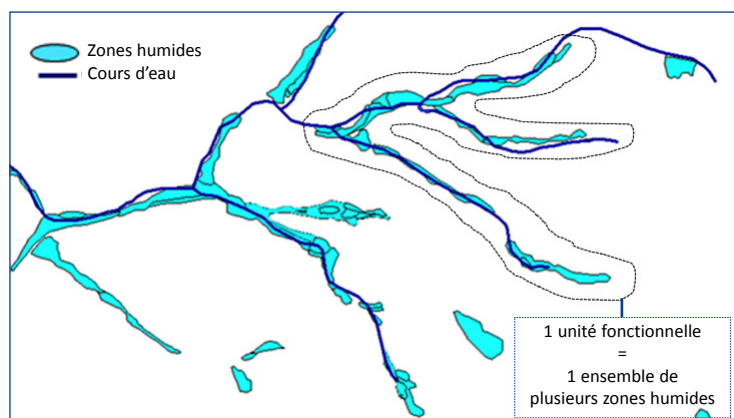 Zones humides
Cours d'eau
1 unité fonctionnelle
=
1 ensemble de
plusieurs zones humides